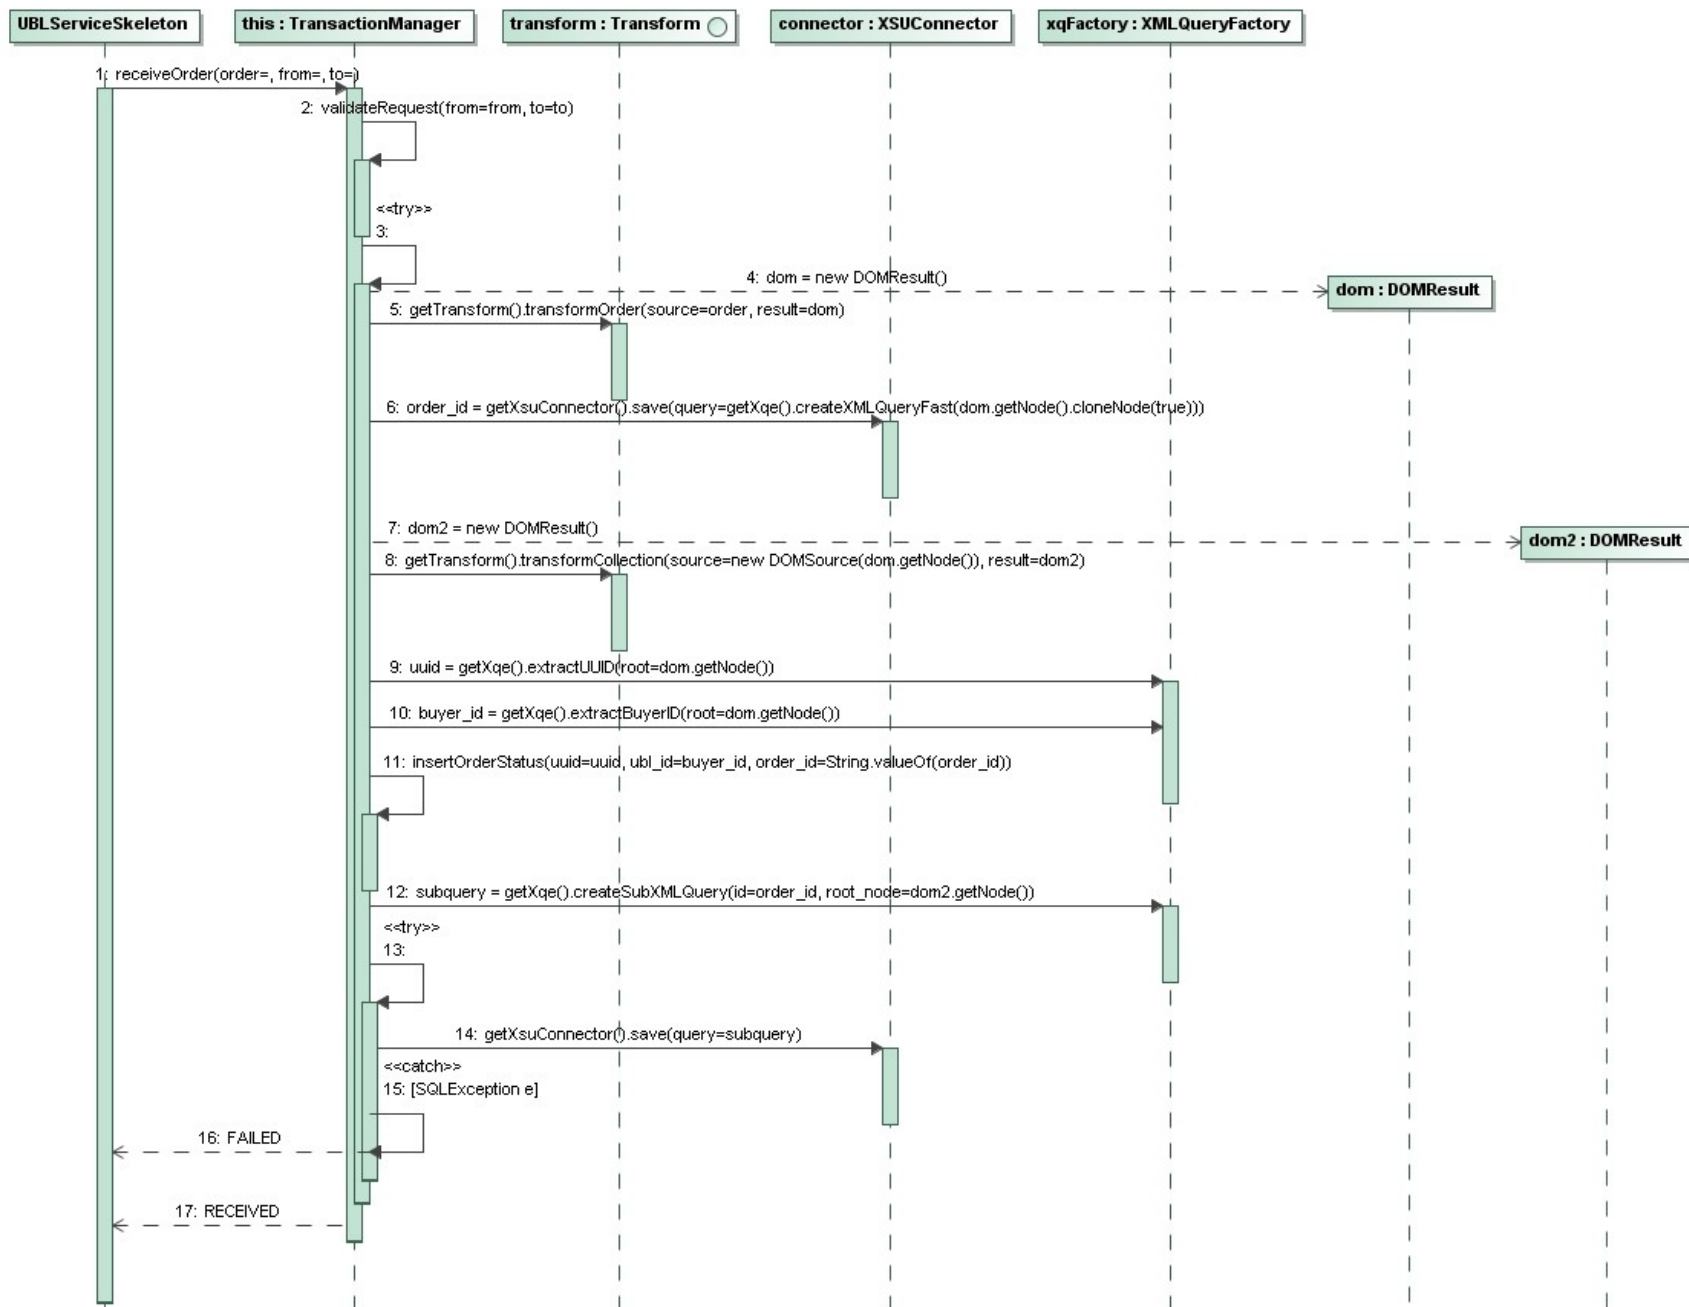 UBLServiceSkeleton
this : TransactionManager
transform : Transform
connector : XSUConnector
xqFactory : XMLQueryFactory
1: receiveOrder(order=, from=, to=)
2: validateRequest(from=from, to=to)
<<try>>
3:
4: dom = new DOMResult()
dom : DOMResult
5: getTransform().transformOrder(source=order, result=dom)
6: order_id = getXsuConnector().save(query=getXqe().createXMLQueryFast(dom.getNode().cloneNode(true)))
7: dom2 = new DOMResult()
dom2 : DOMResult
8: getTransform().transformCollection(source=new DOMSource(dom.getNode()), result=dom2)
9: uuid = getXqe().extractUUID(root=dom.getNode())
10: buyer_id = getXqe().extractBuyerID(root=dom.getNode())
11: insertOrderStatus(uuid=uuid, ubl_id=buyer_id, order_id=String.valueOf(order_id))
12: subquery = getXqe().createSubXMLQuery(id=order_id, root_node=dom2.getNode())
<<try>>
13:
14: getXsuConnector().save(query=subquery)
<<catch>>
15: [SQLException e]
16: FAILED
17: RECEIVED